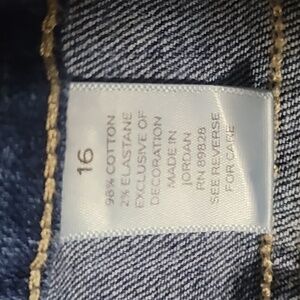 16
98% COTTON
2% ELASTANE
EXCLUSIVE OF
DECORATION
MADE IN
JORDAN
RN 89828
SEE REVERSE
FOR CARE